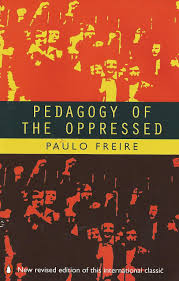 PEDAGOGY OF
THE OPPRESSED
PAULO FREIRE
New revised edition of this international classic